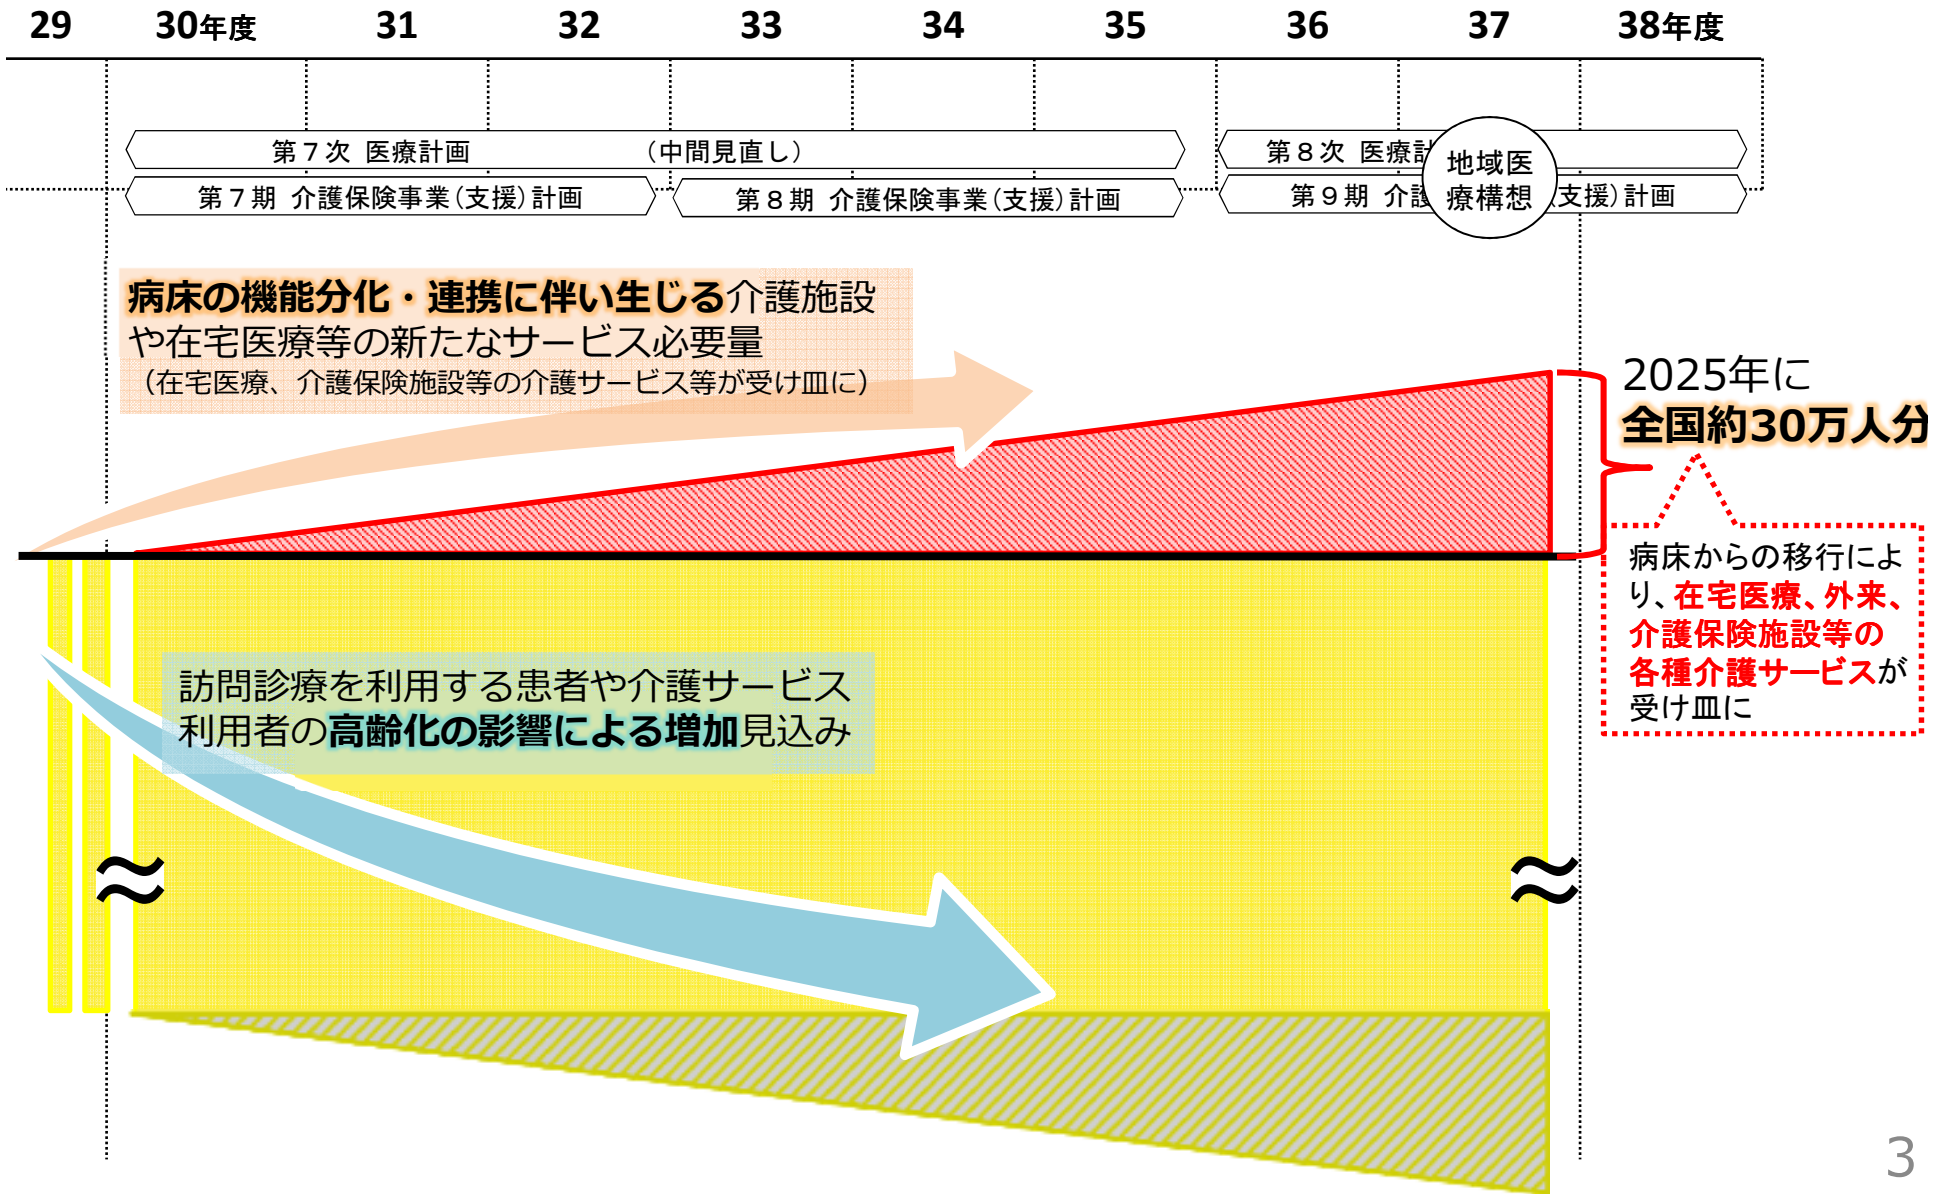 29 30年度 31 32 33 34 35 36 37 38年度
第７次 医療計画 （中間見直し）
第８次 医療計
地域医
療構想
第７期 介護保険事業（支援）計画
第８期 介護保険事業（支援）計画
第９期 介護
支援）計画
病床の機能分化・連携に伴い生じる介護施設
や在宅医療等の新たなサービス必要量
（在宅医療、介護保険施設等の介護サービス等が受け皿に）
2025年に
全国約30万人分
病床からの移行によ
り、在宅医療、外来、
介護保険施設等の
各種介護サービスが
受け皿に
訪問診療を利用する患者や介護サービス
利用者の高齢化の影響による増加見込み
≈ ≈
3